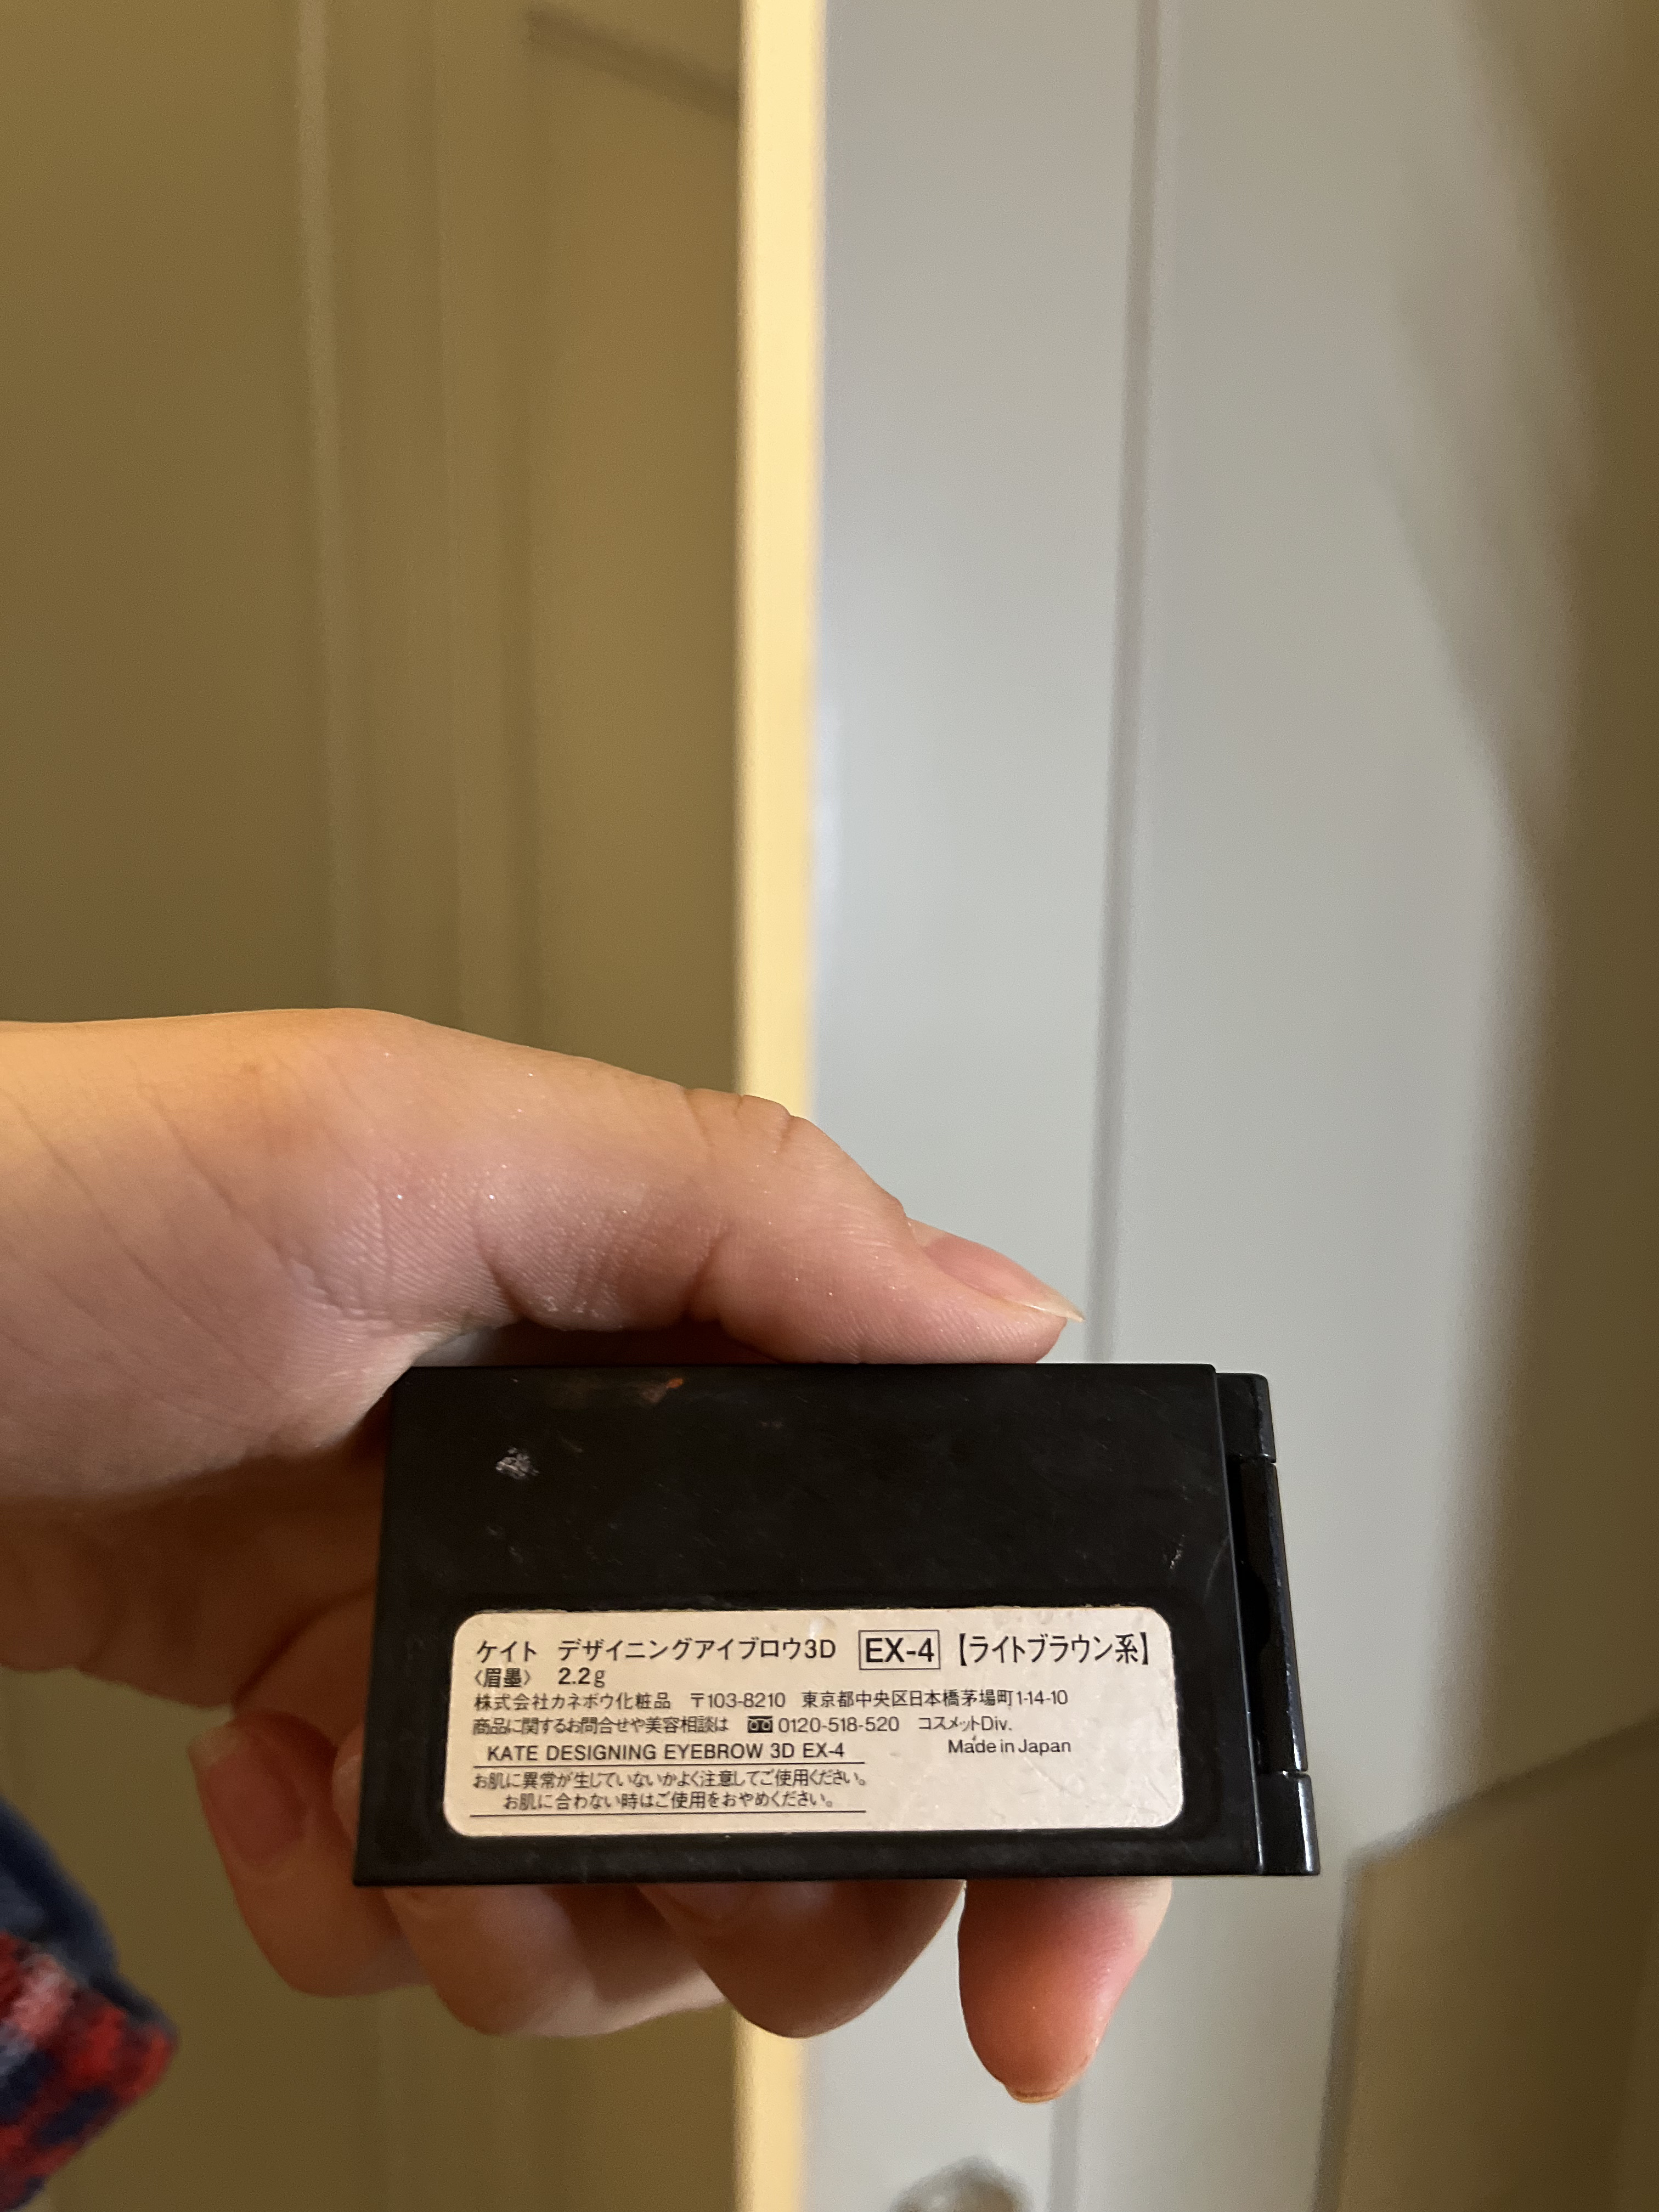 ケイト デザイニングアイブロウ3D EX-4 【ライトブラウン系】
〈眉墨〉 2.2g
株式会社カネボウ化粧品 〒103-8210 東京都中央区日本橋茅場町1-14-10
商品に関するお問合せや美容相談は 0120-518-520 コスメットDiv.
KATE DESIGNING EYEBROW 3D EX-4 Made in Japan
お肌に異常が生じていないかよく注意してご使用ください。
お肌に合わない時はご使用をおやめください。